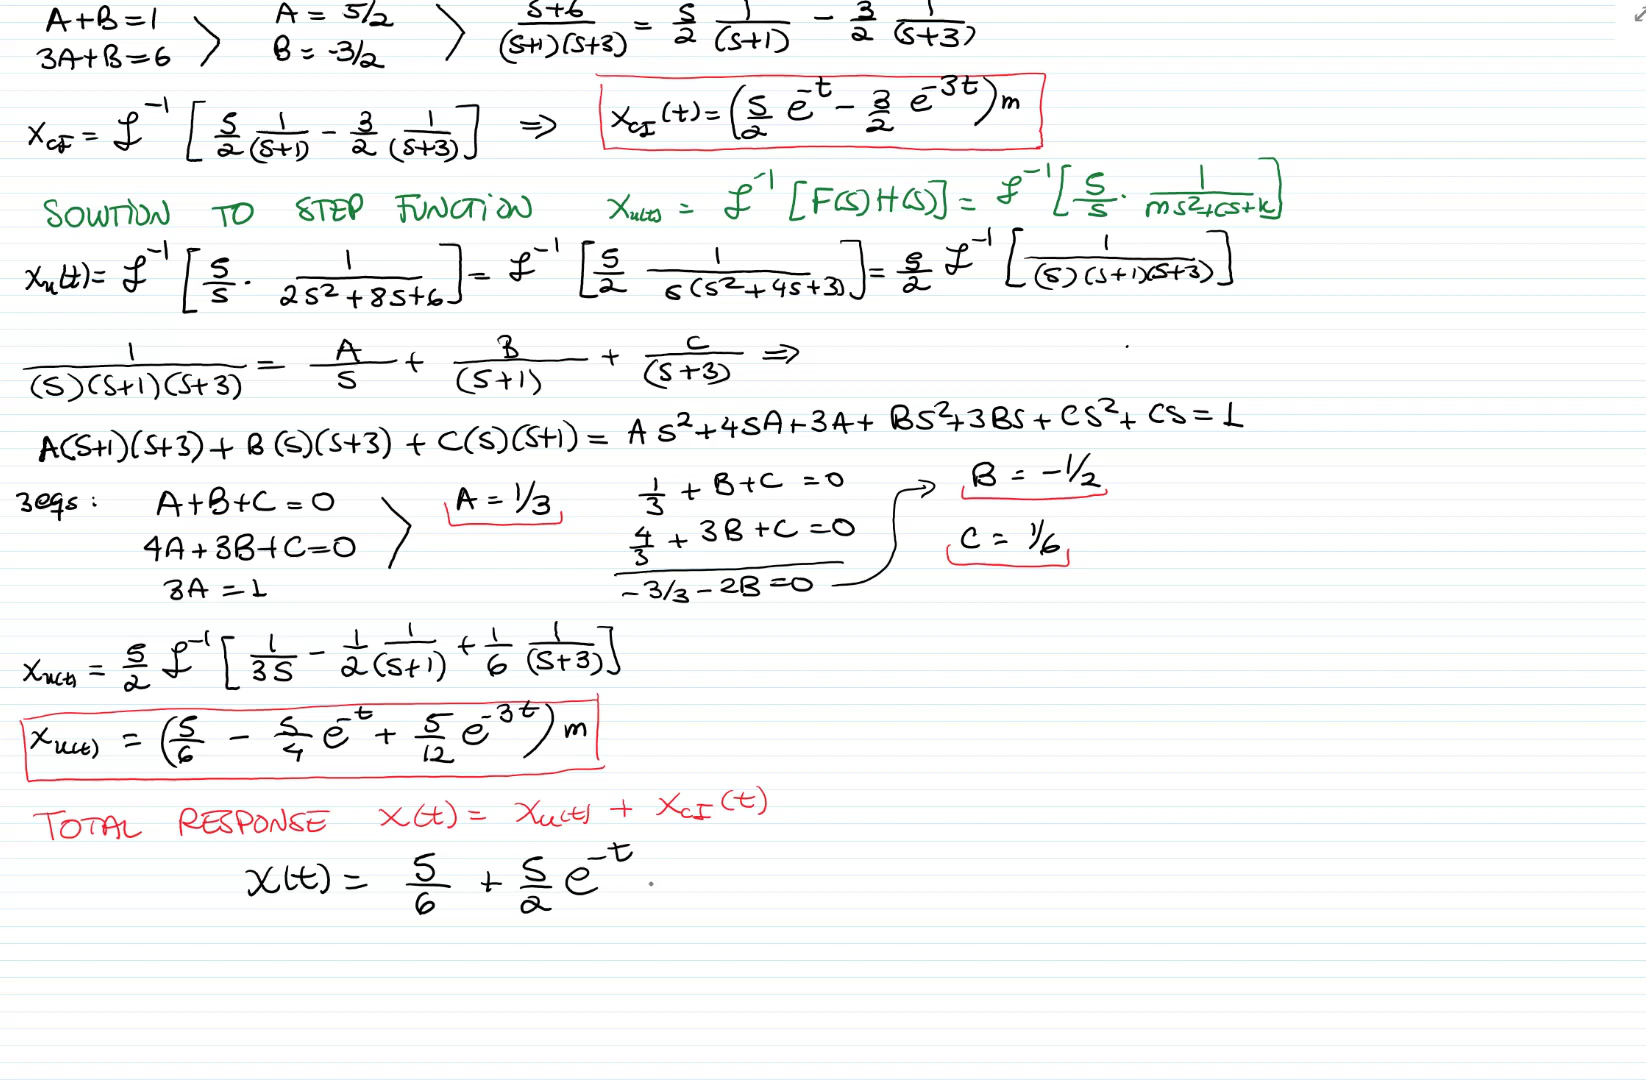 A+B=1 > A = 5/2 > (S+6)/((S+1)(S+3)) = 5/2 1/(S+1) - 3/2 1/(S+3)
3A+B=6 B = -3/2
X_CI = ℒ^-1 [5/2 1/(S+1) - 3/2 1/(S+3)] ⇒ X_CI(t) = (5/2 e^-t - 3/2 e^-3t) m
SOLUTION TO STEP FUNCTION X_u(t) = ℒ^-1 [F(S)H(S)] = ℒ^-1 [5/S · 1/(ms²+cs+k)]
X_u(t) = ℒ^-1 [5/S · 1/(2S²+8S+6)] = ℒ^-1 [5/2 1/(S(S²+4S+3))] = 5/2 ℒ^-1 [1/((S)(S+1)(S+3))]
1/((S)(S+1)(S+3)) = A/S + B/(S+1) + C/(S+3) ⇒
A(S+1)(S+3) + B(S)(S+3) + C(S)(S+1) = AS²+4SA+3A+BS²+3BS+CS²+CS=1
3eqs: A+B+C=0 > A = 1/3 1/3 + B+C = 0 B = -1/2
4A+3B+C=0 4/3 + 3B+C=0 C = 1/6
3A = 1 -3/3 - 2B=0
X_u(t) = 5/2 ℒ^-1 [1/3S - 1/2 1/(S+1) + 1/6 1/(S+3)]
X_u(t) = (5/6 - 5/4 e^-t + 5/12 e^-3t) m
TOTAL RESPONSE X(t) = X_u(t) + X_CI(t)
X(t) = 5/6 + 5/2 e^-t